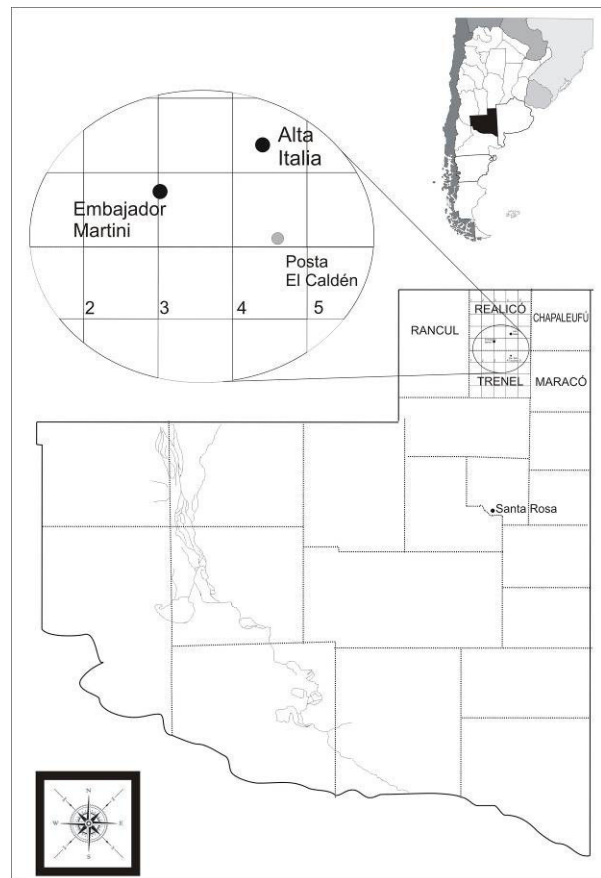 Alta
Italia
Embajador
Martini
Posta
El Caldén
2
3
4
5
REALICÓ
CHAPALEUFÚ
RANCUL
TRENEL
MARACÓ
Santa Rosa
N
W
E
S